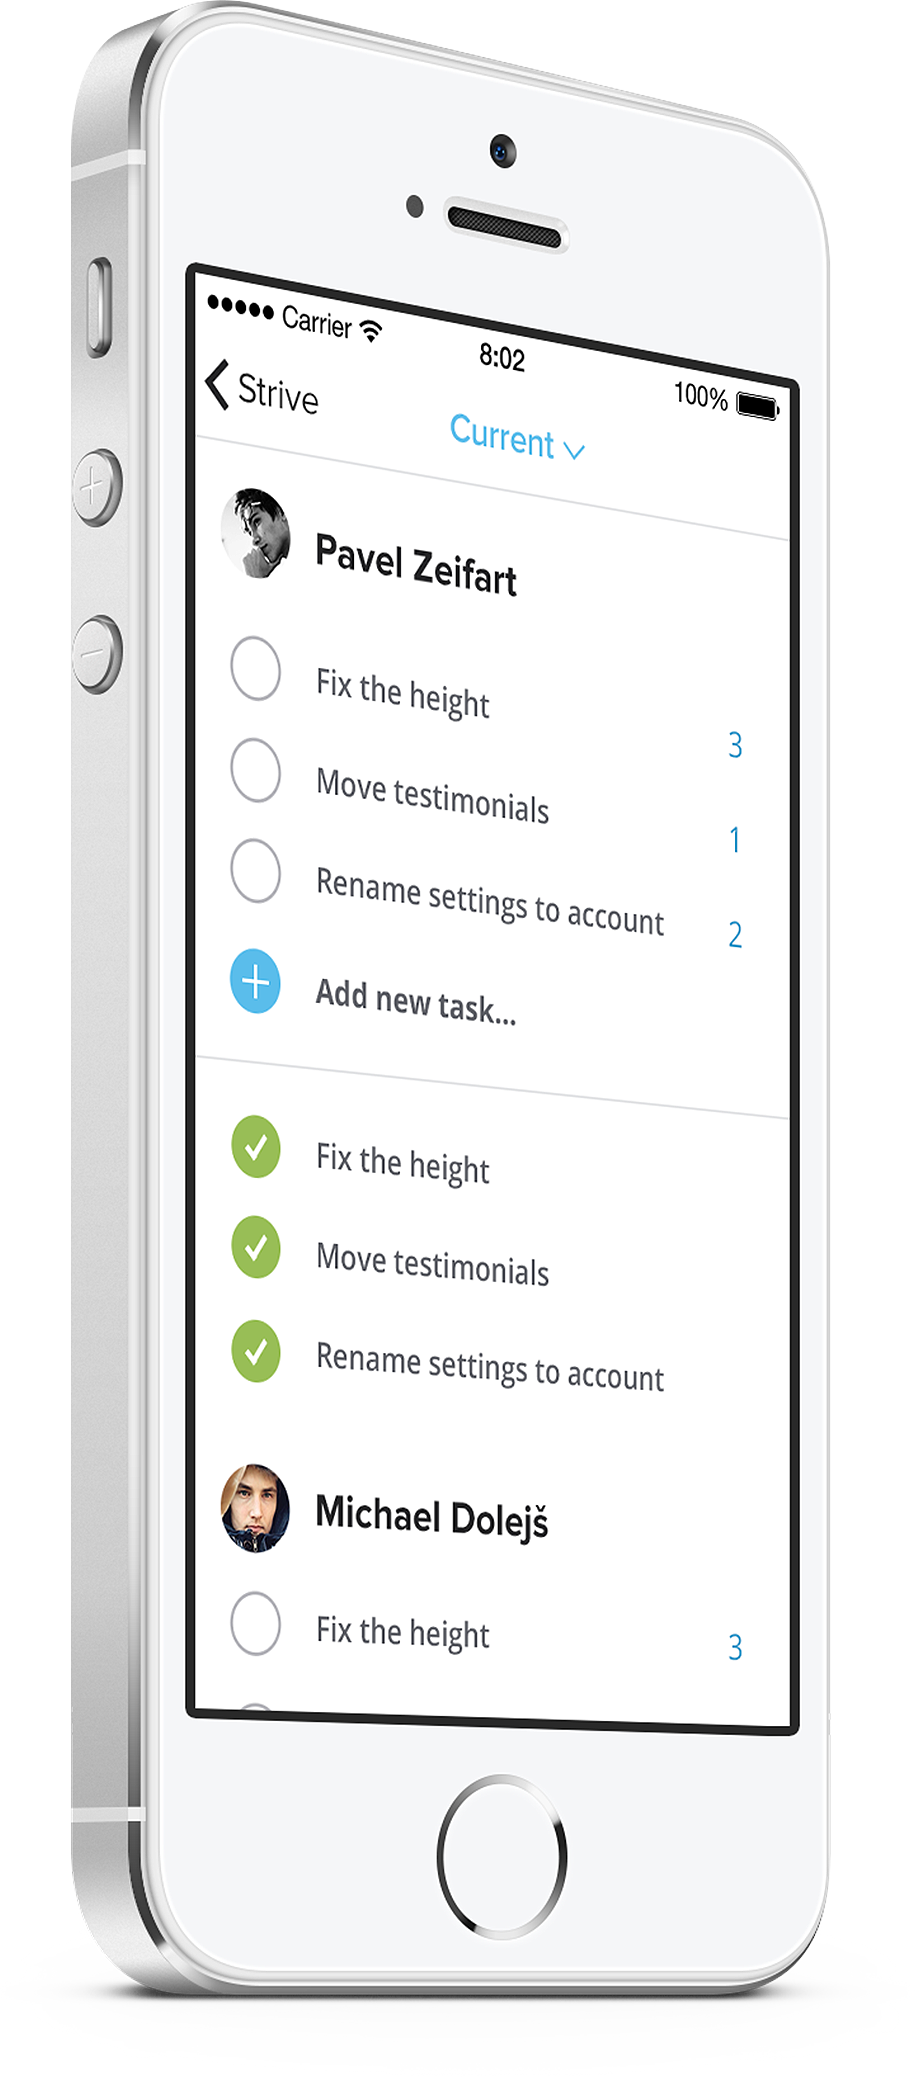 Carrier
8:02
100%
Strive
Current
Pavel Zeifart
Fix the height
3
Move testimonials
1
Rename settings to account
2
Add new task...
Fix the height
Move testimonials
Rename settings to account
Michael Dolejš
Fix the height
3